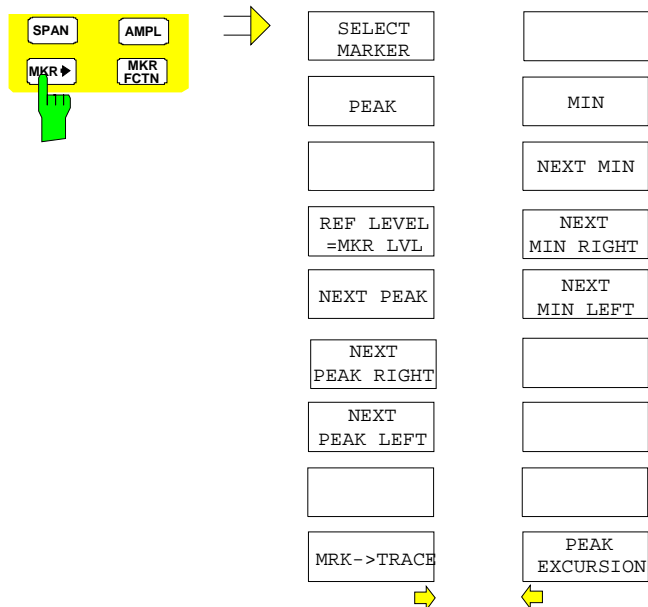 SPAN
AMPL
MKR
MKR
FCTN
SELECT
MARKER
PEAK
REF LEVEL
=MKR LVL
NEXT PEAK
NEXT
PEAK RIGHT
NEXT
PEAK LEFT
MRK->TRACE
MIN
NEXT MIN
NEXT
MIN RIGHT
NEXT
MIN LEFT
PEAK
EXCURSION